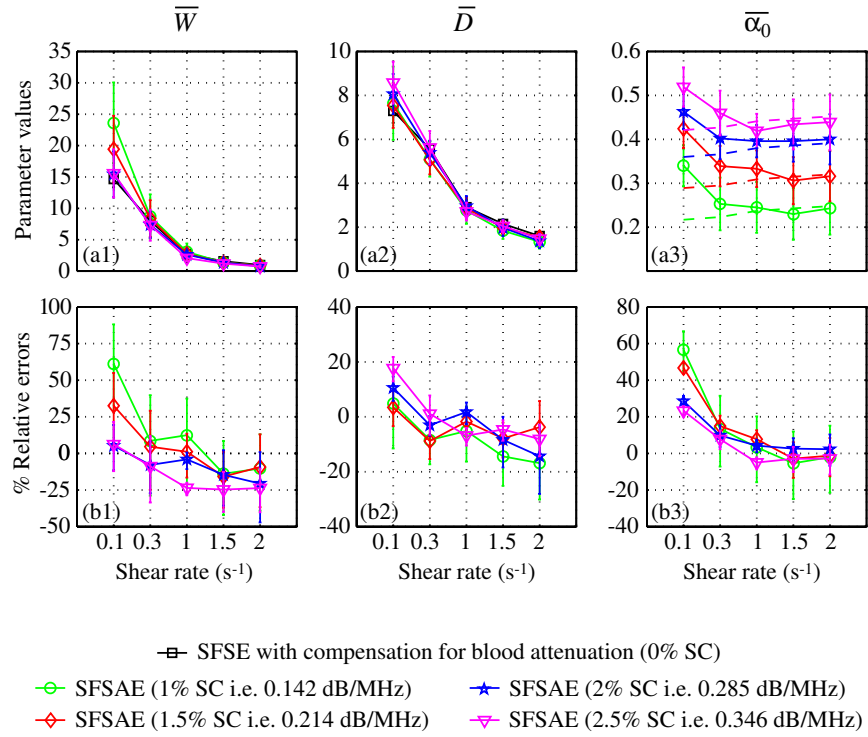 W D α₀
Parameter values
35
30
25
20
15
10
5
0
(a1)
10
8
6
4
2
0
(a2)
0.6
0.5
0.4
0.3
0.2
(a3)
% Relative errors
100
75
50
25
0
-25
-50
(b1)
40
20
0
-20
-40
(b2)
80
60
40
20
0
-20
-40
(b3)
0.1 0.3 1 1.5 2
Shear rate (s⁻¹)
0.1 0.3 1 1.5 2
Shear rate (s⁻¹)
0.1 0.3 1 1.5 2
Shear rate (s⁻¹)
SFSE with compensation for blood attenuation (0% SC)
SFSAE (1% SC i.e. 0.142 dB/MHz)
SFSAE (2% SC i.e. 0.285 dB/MHz)
SFSAE (1.5% SC i.e. 0.214 dB/MHz)
SFSAE (2.5% SC i.e. 0.346 dB/MHz)